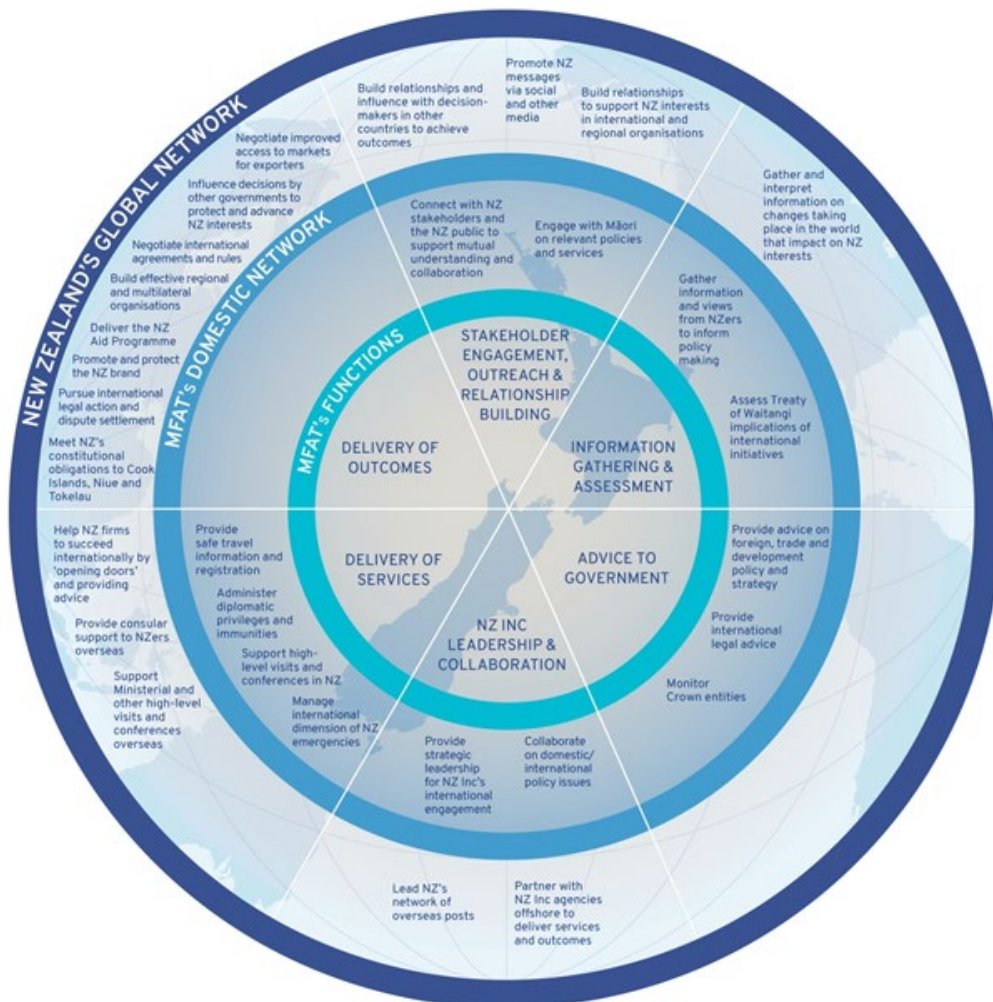 NEW ZEALAND'S GLOBAL NETWORK
Build relationships and
influence with decision-
makers in other
countries to achieve
outcomes
Promote NZ
messages
via social
and other
media
Build relationships
to support NZ interests
in international and
regional organisations
Gather and
interpret
information on
changes taking
place in the world
that impact on NZ
interests
Negotiate improved
access to markets
for exporters
Influence decisions by
other governments to
protect and advance
NZ interests
Negotiate international
agreements and rules
Build effective regional
and multilateral
organisations
Deliver the NZ
Aid Programme
Promote and protect
the NZ brand
Pursue international
legal action and
dispute settlement
Meet NZ's
constitutional
obligations to Cook
Islands, Niue and
Tokelau
Help NZ firms
to succeed
internationally by
'opening doors'
and providing
advice
Provide consular
support to NZers
overseas
Support
Ministerial and
other high-level
visits and
conferences
overseas
Lead NZ's
network of
overseas posts
Partner with
NZ Inc agencies
offshore to
deliver services
and outcomes
MFAT's DOMESTIC NETWORK
Connect with NZ
stakeholders and
the NZ public to
support mutual
understanding and
collaboration
Engage with Māori
on relevant policies
and services
Gather
information
and views
from NZers
to inform
policy
making
Assess Treaty
of Waitangi
implications of
international
initiatives
Provide advice on
foreign, trade and
development
policy and
strategy
Provide
international
legal advice
Monitor
Crown entities
Collaborate
on domestic/
international
policy issues
Provide
strategic
leadership
for NZ Inc's
international
engagement
Manage
international
dimension of NZ
emergencies
Support high-
level visits and
conferences in NZ
Administer
diplomatic
privileges and
immunities
Provide
safe travel
information and
registration
MFAT's FUNCTIONS
STAKEHOLDER
ENGAGEMENT,
OUTREACH &
RELATIONSHIP
BUILDING
DELIVERY OF
OUTCOMES
INFORMATION
GATHERING &
ASSESSMENT
DELIVERY OF
SERVICES
ADVICE TO
GOVERNMENT
NZ INC
LEADERSHIP &
COLLABORATION